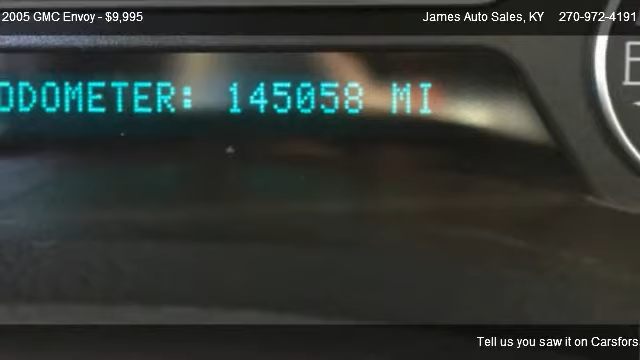 2005 GMC Envoy - $9,995 James Auto Sales, KY 270-972-4191
ODOMETER: 145058 MI
E
Tell us you saw it on Carsfors